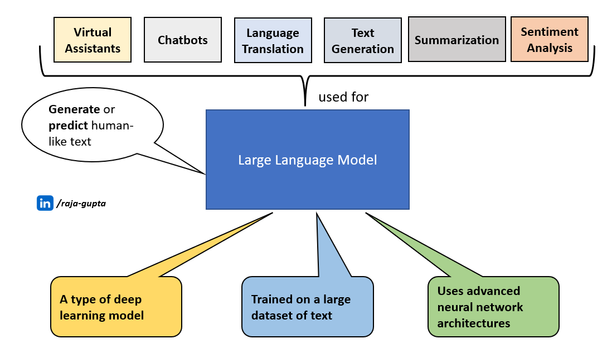 Virtual
Assistants
Chatbots
Language
Translation
Text
Generation
Summarization
Sentiment
Analysis
used for
Generate or
predict human-
like text
Large Language Model
in /raja-gupta
A type of deep
learning model
Trained on a large
dataset of text
Uses advanced
neural network
architectures